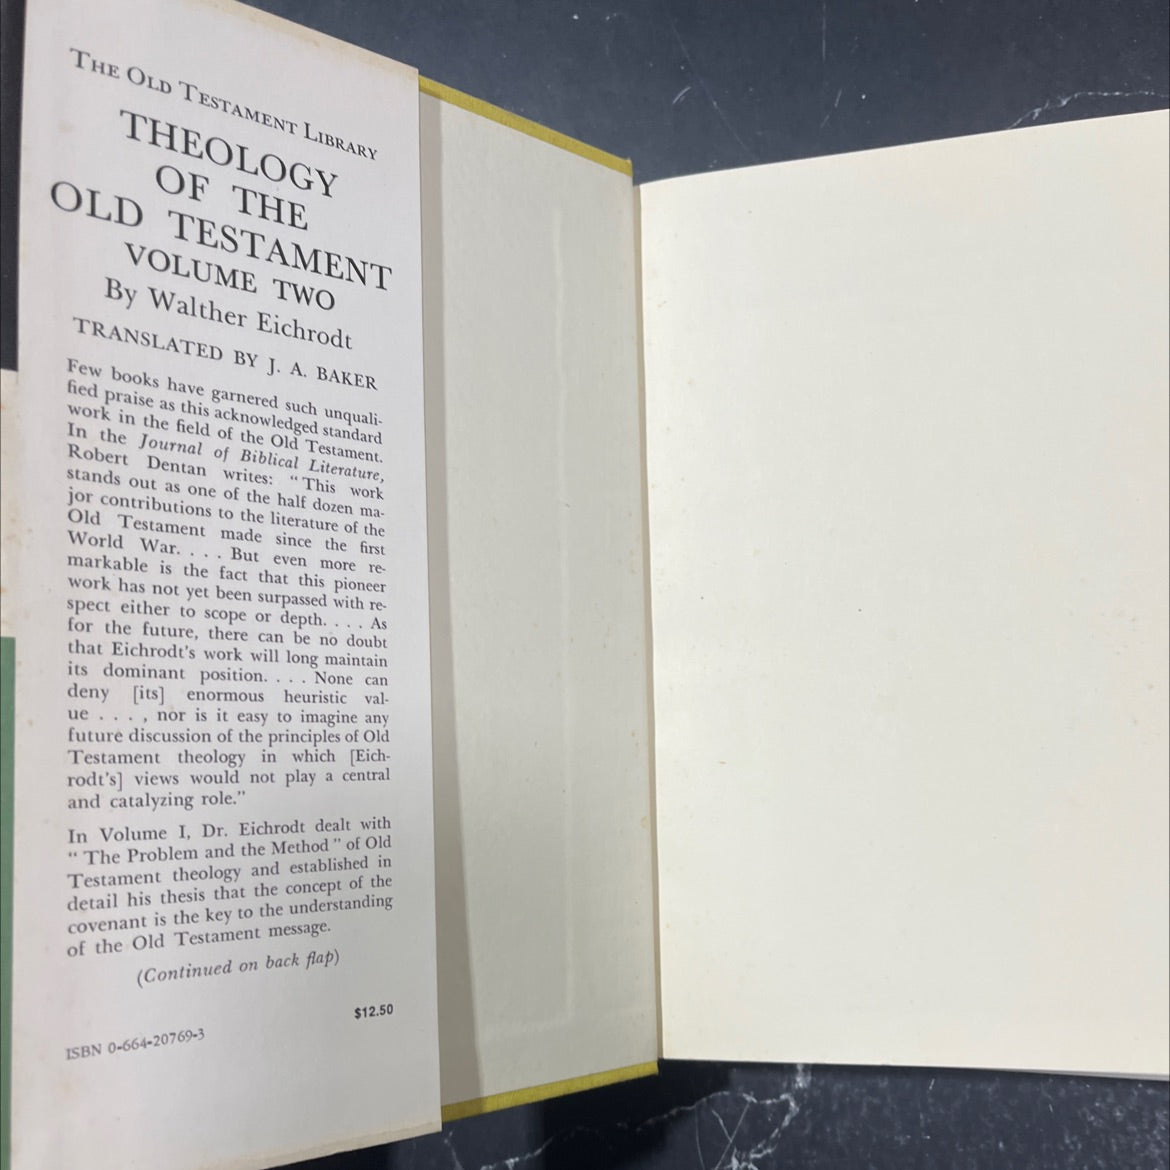 THE OLD TESTAMENT LIBRARY
THEOLOGY
OF THE
OLD TESTAMENT
VOLUME TWO
By Walther Eichrodt
TRANSLATED BY J. A. BAKER
Few books have garnered such unquali-
fied praise as this acknowledged standard
work in the field of the Old Testament.
In the Journal of Biblical Literature,
Robert Dentan writes: “This work
stands out as one of the half dozen ma-
jor contributions to the literature of the
Old Testament made since the first
World War. . . . But even more re-
markable is the fact that this pioneer
work has not yet been surpassed with re-
spect either to scope or depth. . . . As
for the future, there can be no doubt
that Eichrodt's work will long maintain
its dominant position. . . . None can
deny [its] enormous heuristic val-
ue . . . , nor is it easy to imagine any
future discussion of the principles of Old
Testament theology in which [Eich-
rodt's] views would not play a central
and catalyzing role.”
In Volume I, Dr. Eichrodt dealt with
“The Problem and the Method” of Old
Testament theology and established in
detail his thesis that the concept of the
covenant is the key to the understanding
of the Old Testament message.
(Continued on back flap)
$12.50
ISBN 0-664-20769-3